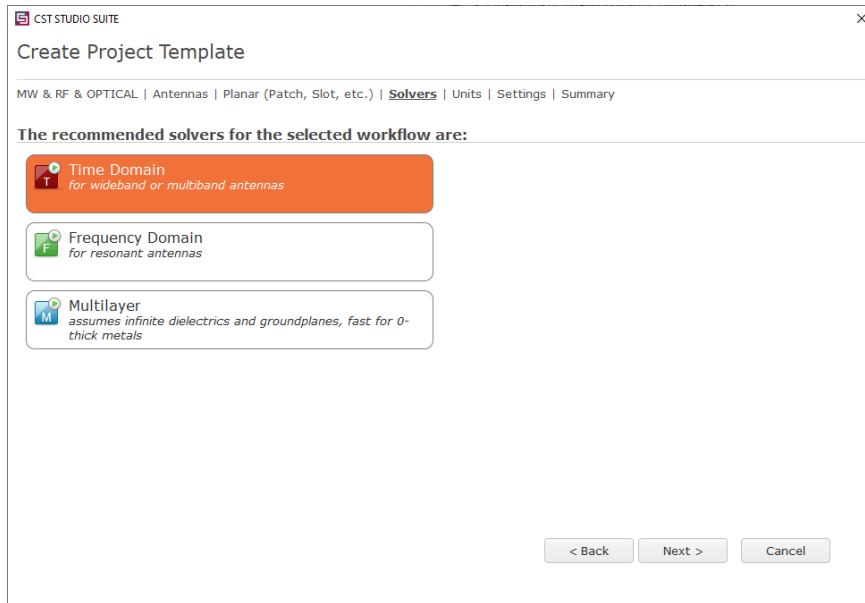 CST STUDIO SUITE
Create Project Template
MW & RF & OPTICAL | Antennas | Planar (Patch, Slot, etc.) | Solvers | Units | Settings | Summary
The recommended solvers for the selected workflow are:
T
Time Domain
for wideband or multiband antennas
F
Frequency Domain
for resonant antennas
M
Multilayer
assumes infinite dielectrics and groundplanes, fast for 0-
thick metals
< Back
Next >
Cancel